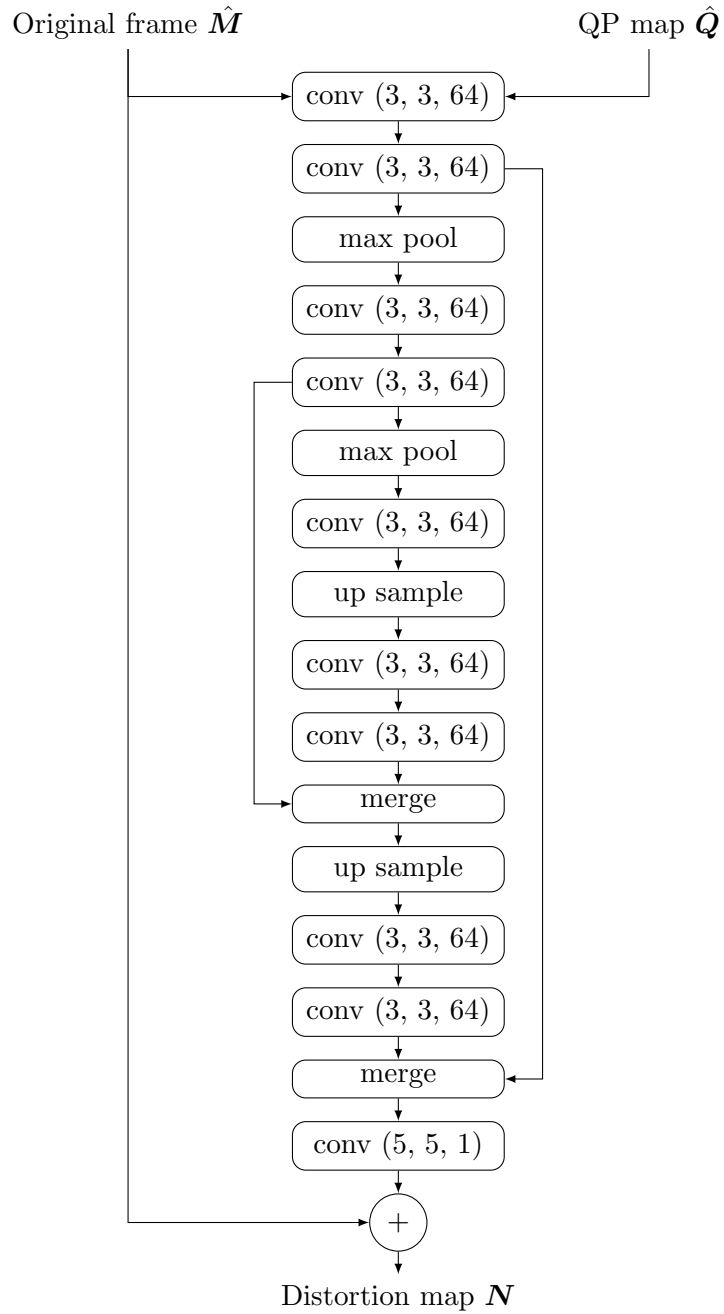 Original frame M̂
QP map Q̂
conv (3, 3, 64)
conv (3, 3, 64)
max pool
conv (3, 3, 64)
conv (3, 3, 64)
max pool
conv (3, 3, 64)
up sample
conv (3, 3, 64)
conv (3, 3, 64)
merge
up sample
conv (3, 3, 64)
conv (3, 3, 64)
merge
conv (5, 5, 1)
+
Distortion map N